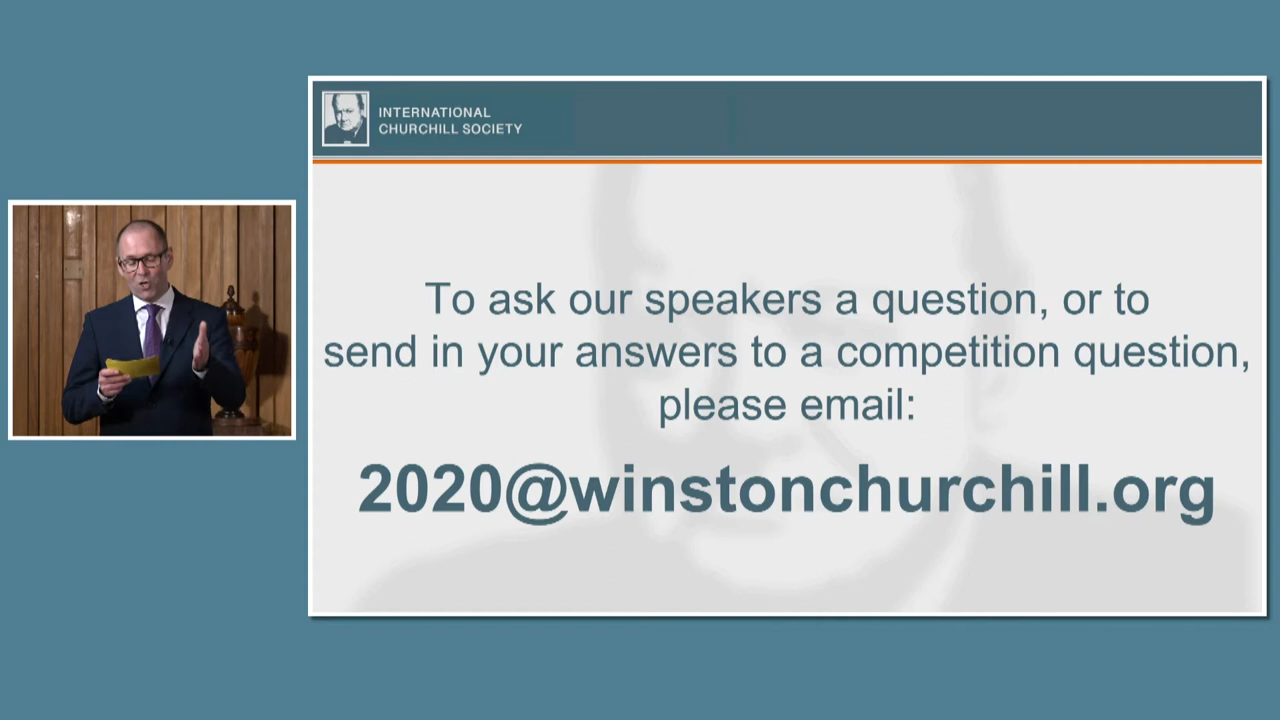 INTERNATIONAL
CHURCHILL SOCIETY
To ask our speakers a question, or to
send in your answers to a competition question,
please email:
2020@winstonchurchill.org